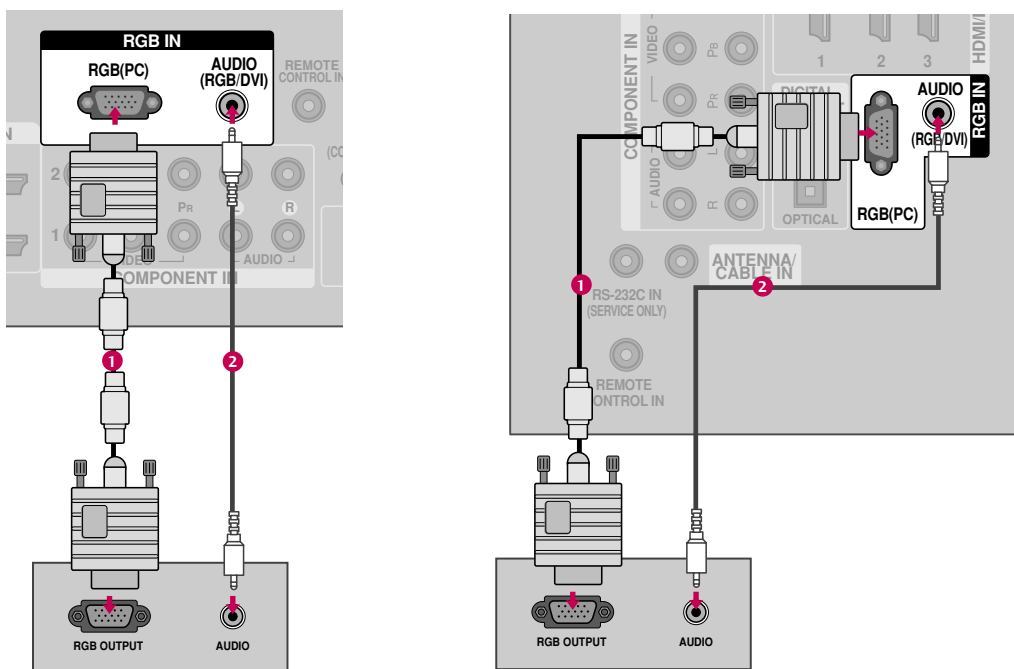 RGB IN
RGB(PC)
AUDIO
(RGB/DVI)
REMOTE
CONTROL IN
2
PR
R
1
AUDIO
COMPONENT IN
1
2
RGB OUTPUT
AUDIO
COMPONENT IN
VIDEO
AUDIO
PB
PR
L
R
1
2
3
HDMI/
DIGITAL
OPTICAL
AUDIO
(RGB/DVI)
RGB IN
RGB(PC)
ANTENNA/
CABLE IN
1
2
RS-232C IN
(SERVICE ONLY)
REMOTE
CONTROL IN
RGB OUTPUT
AUDIO